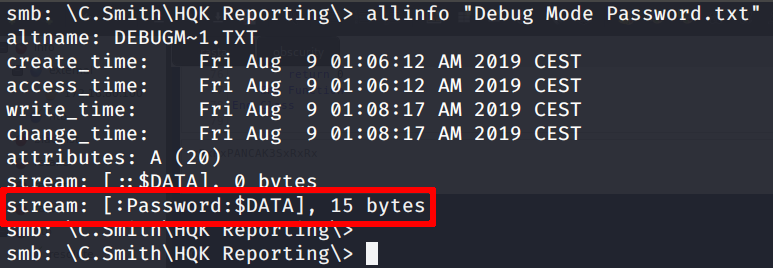 smb: \C.Smith\HQK Reporting\> allinfo "Debug Mode Password.txt"
altname: DEBUGM~1.TXT
create_time:    Fri Aug  9 01:06:12 AM 2019 CEST
access_time:    Fri Aug  9 01:06:12 AM 2019 CEST
write_time:     Fri Aug  9 01:08:17 AM 2019 CEST
change_time:    Fri Aug  9 01:08:17 AM 2019 CEST
attributes: A (20)
stream: [::$DATA], 0 bytes
stream: [:Password:$DATA], 15 bytes
smb: \C.Smith\HQK Reporting\>
smb: \C.Smith\HQK Reporting\>